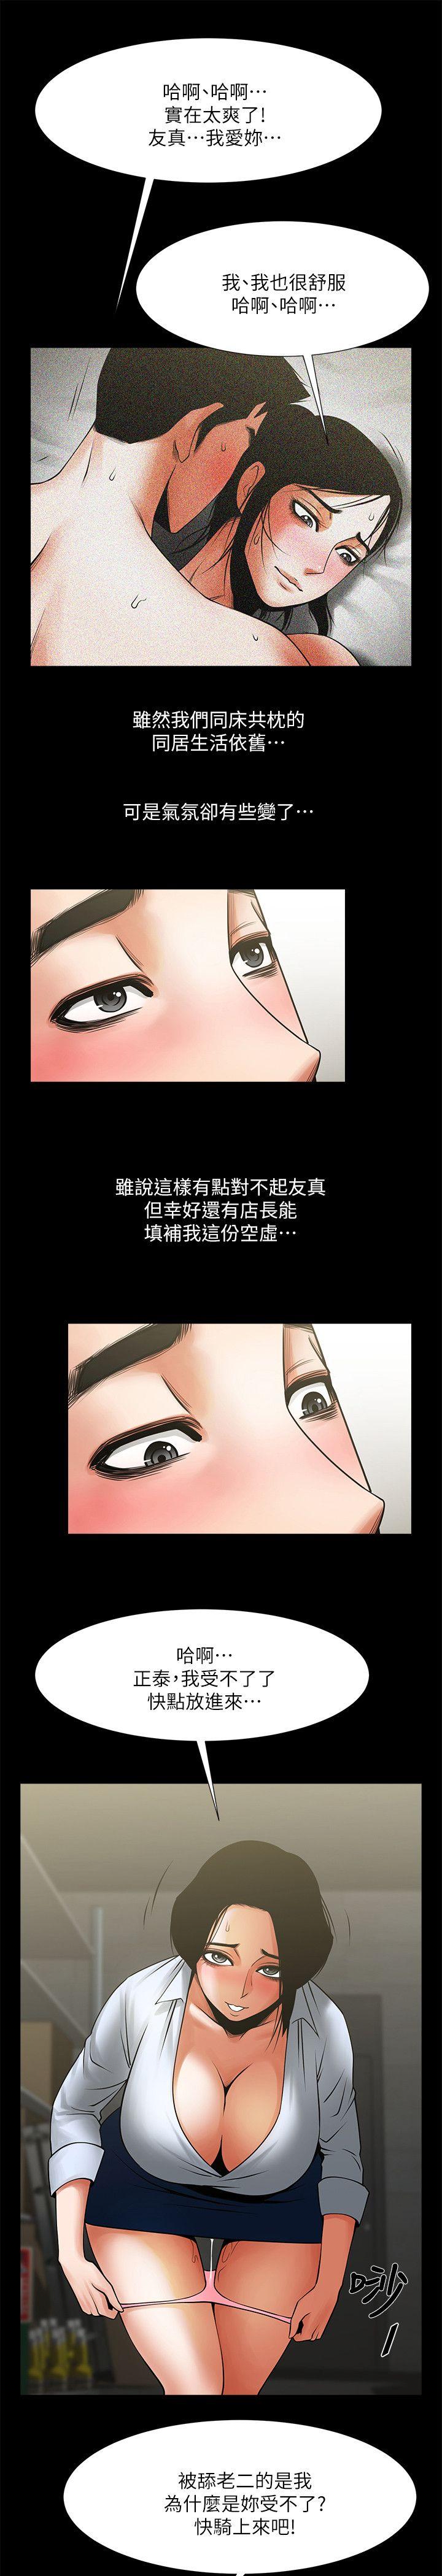 哈啊、哈啊…
實在太爽了!
友真…我愛妳…
我、我也很舒服
哈啊、哈啊…
雖然我們同床共枕的
同居生活依舊…
可是氣氛卻有些變了…
雖說這樣有點對不起友真
但幸好還有店長能
填補我這份空虛…
哈啊…
正泰，我受不了了
快點放進來…
唦
被舔老二的是我
為什麼是妳受不了?
快騎上來吧!